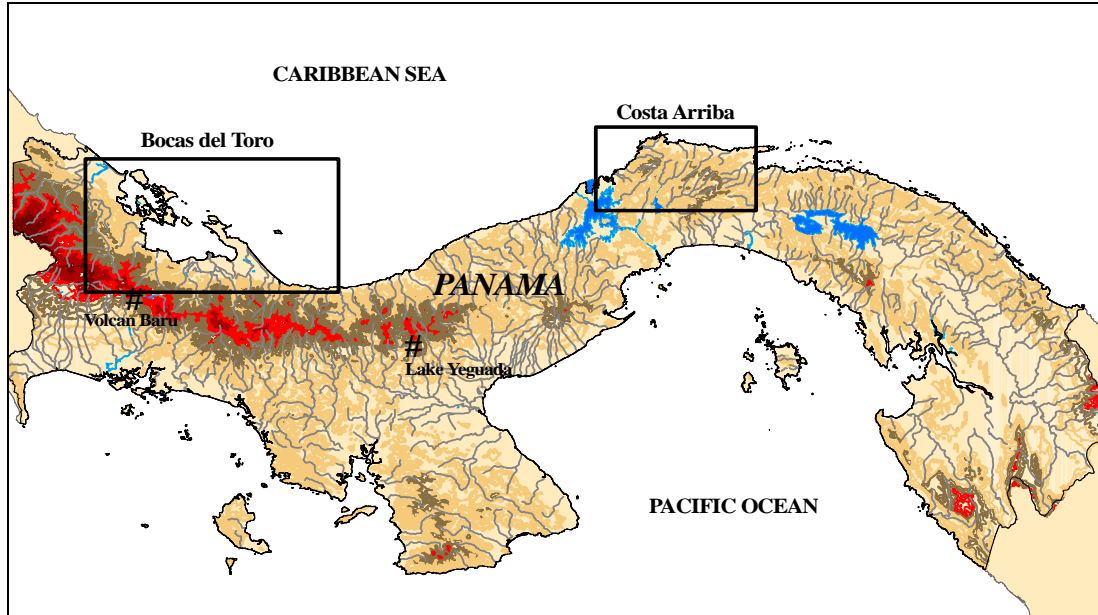 CARIBBEAN SEA
Costa Arriba
Bocas del Toro
PANAMA
#
Volcan Baru
#
Lake Yeguada
PACIFIC OCEAN